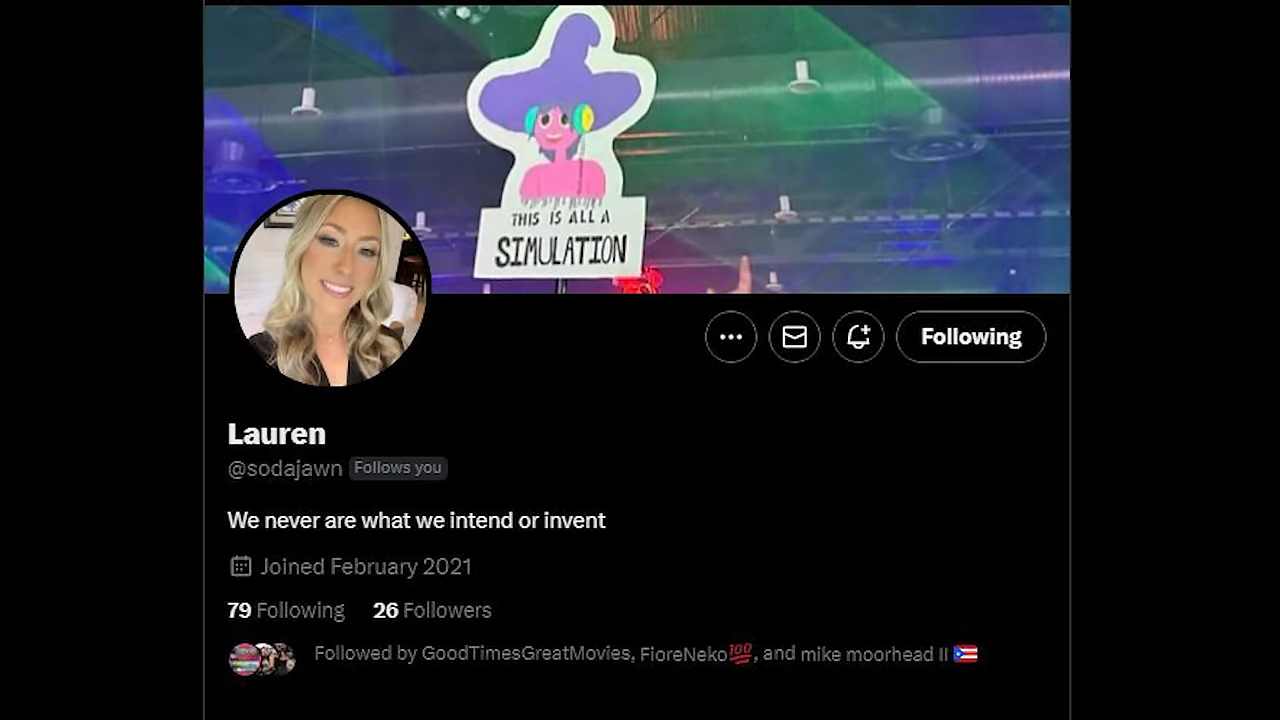 THIS IS ALL A
SIMULATION
Following
Lauren
@sodajawn Follows you
We never are what we intend or invent
Joined February 2021
79 Following 26 Followers
Followed by GoodTimesGreatMovies, FioreNeko💯, and mike moorhead II 🇵🇷